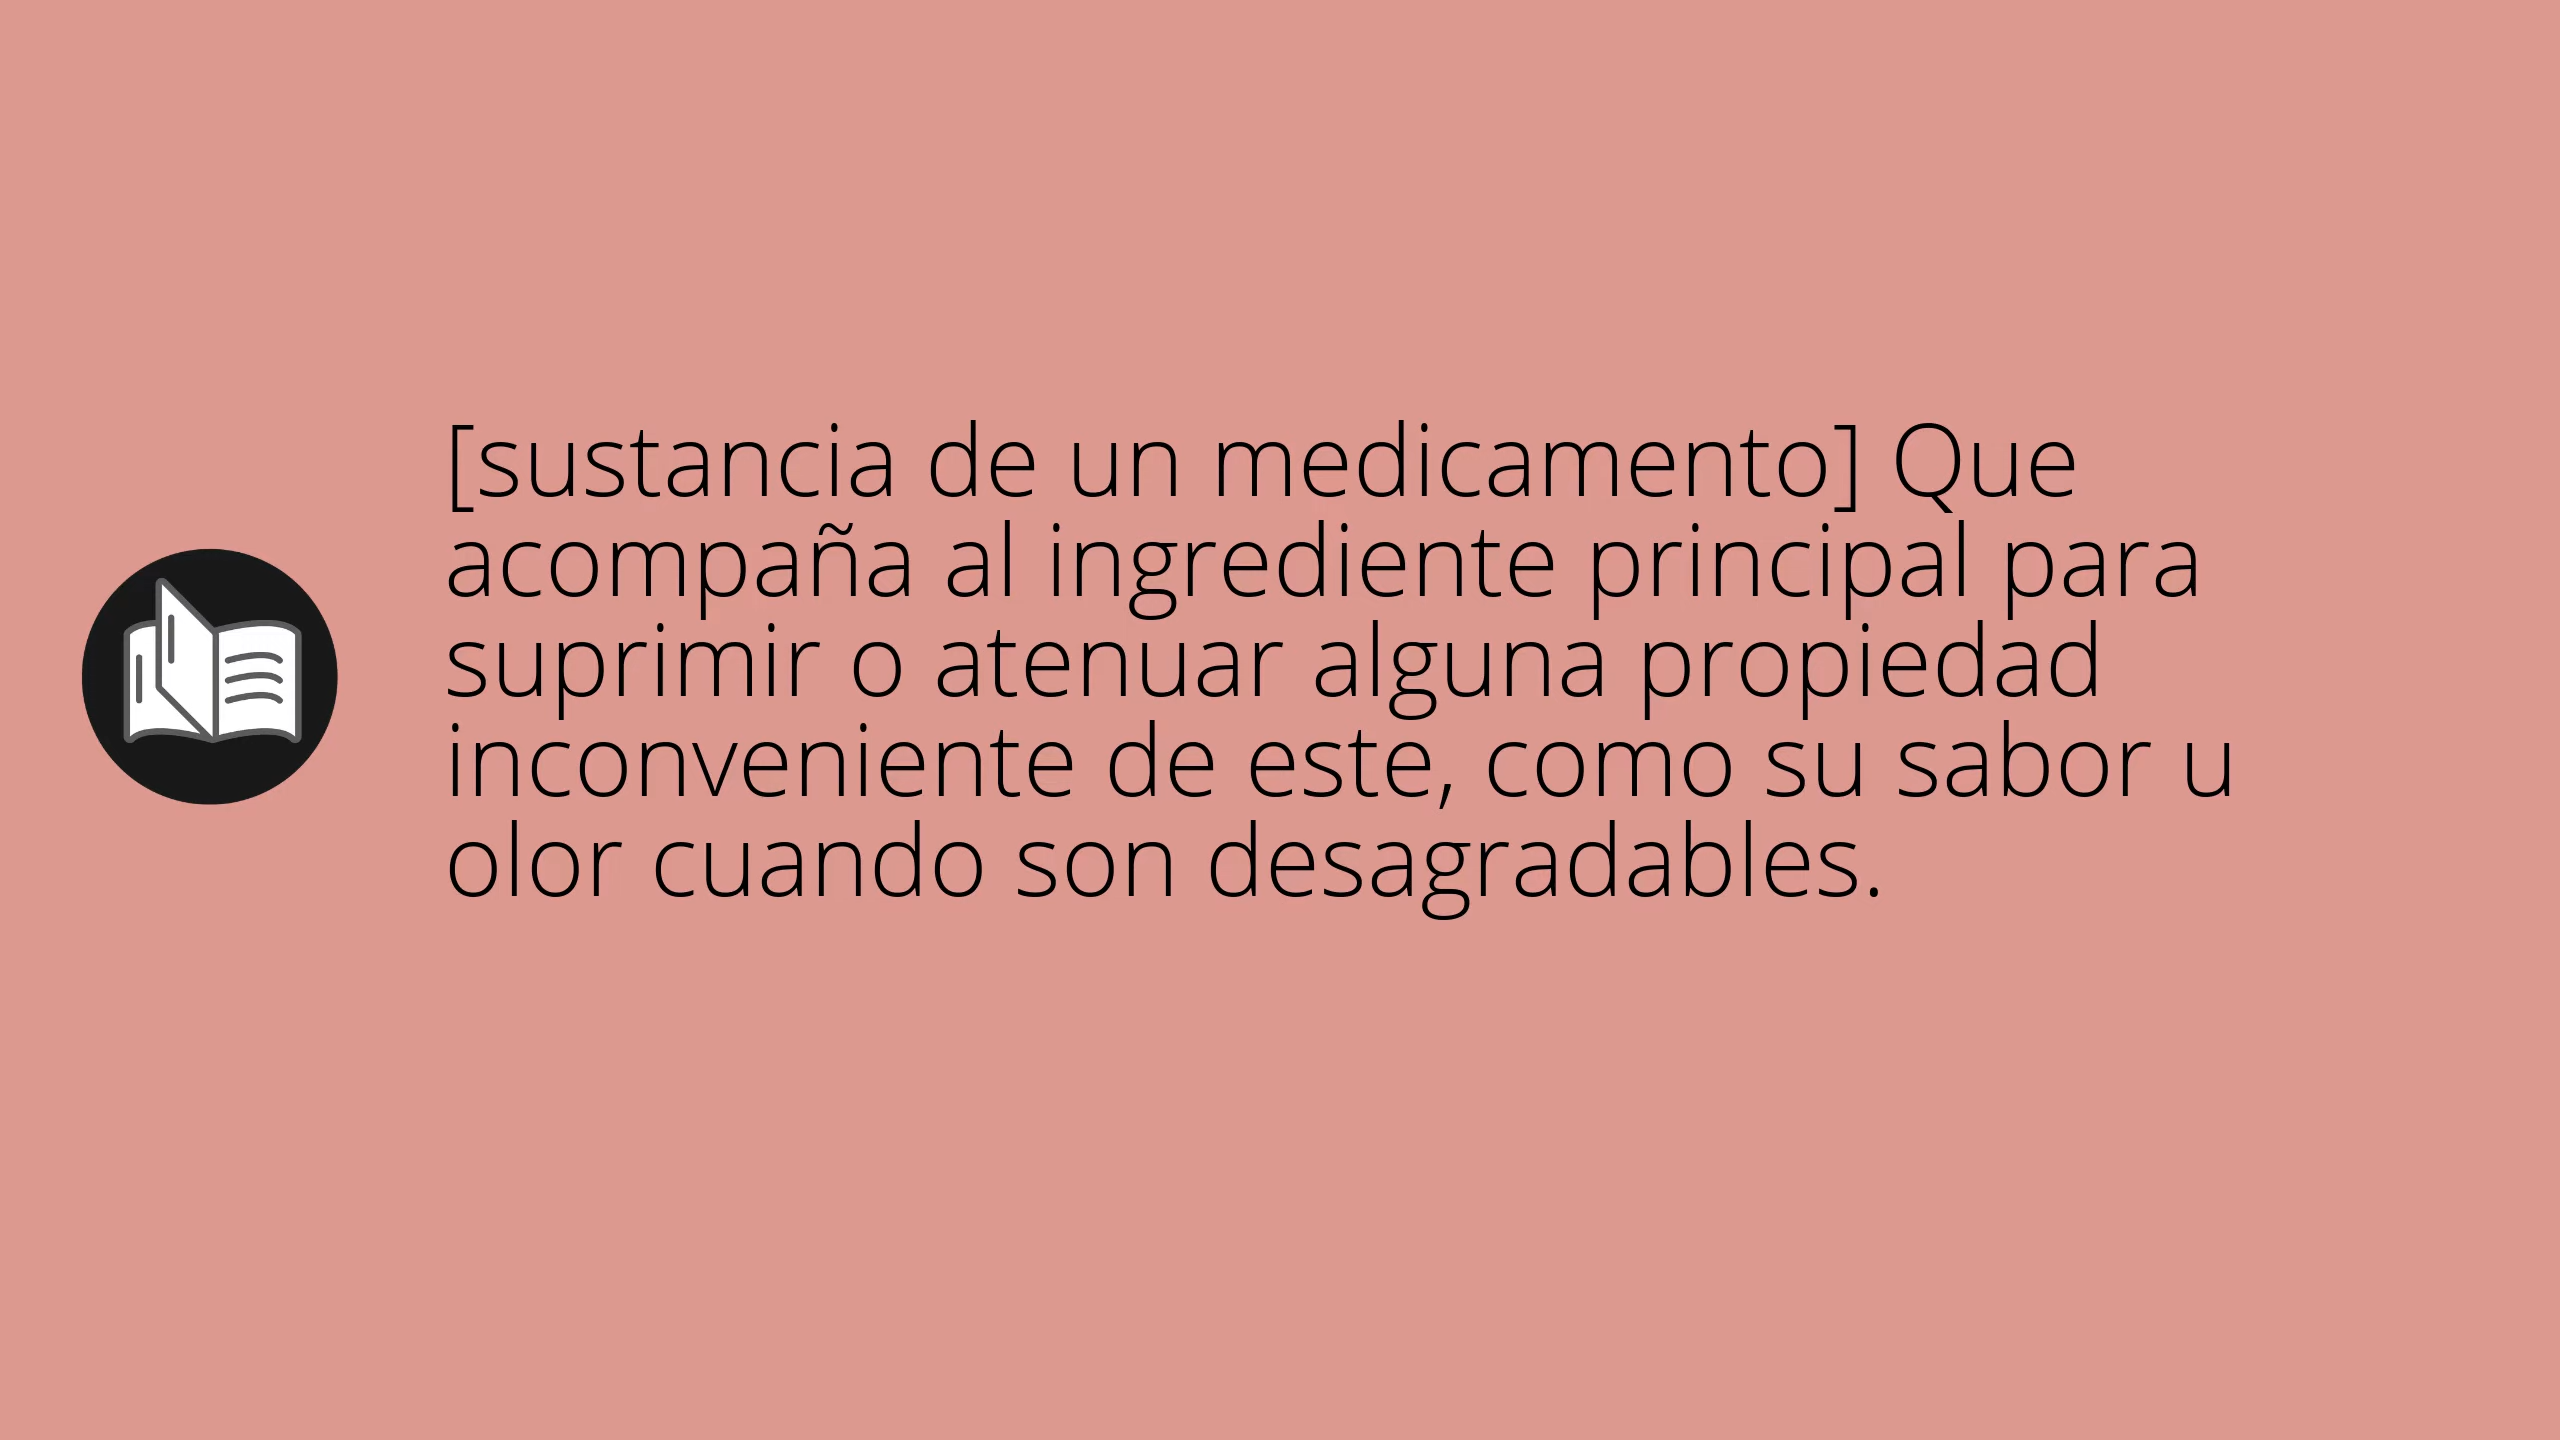 [sustancia de un medicamento] Que
acompaña al ingrediente principal para
suprimir o atenuar alguna propiedad
inconveniente de este, como su sabor u
olor cuando son desagradables.